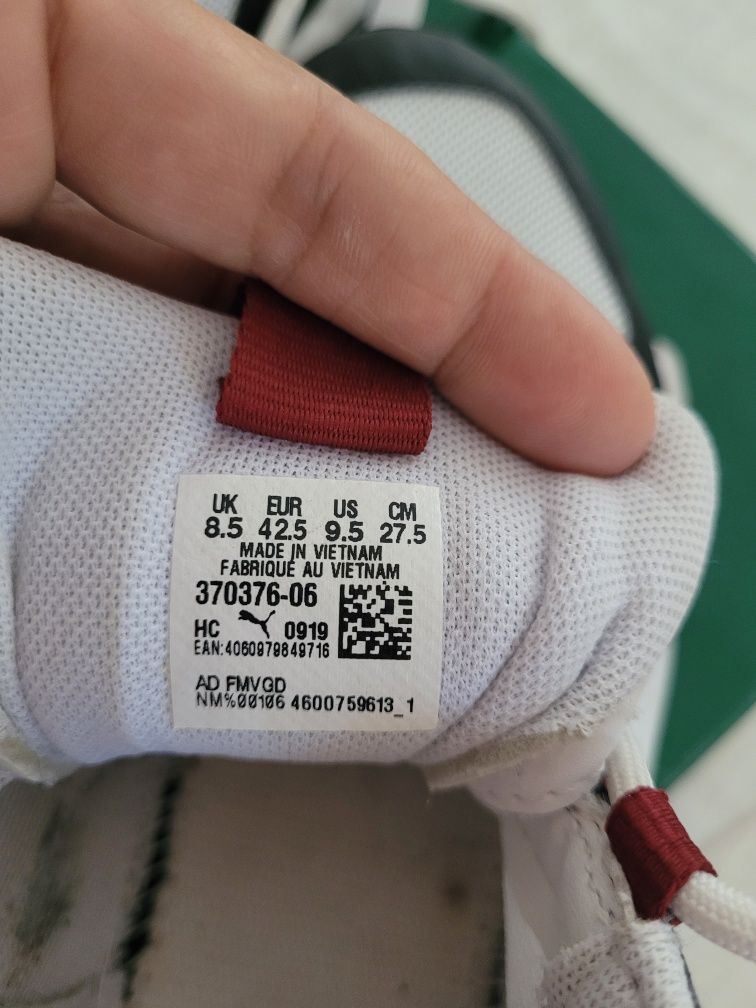 UK EUR US CM
8.5 42.5 9.5 27.5
MADE IN VIETNAM
FABRIQUÉ AU VIETNAM
370376-06
HC 0919
EAN:4060979849716
AD FMVGD
NM%00106 4600759613_1